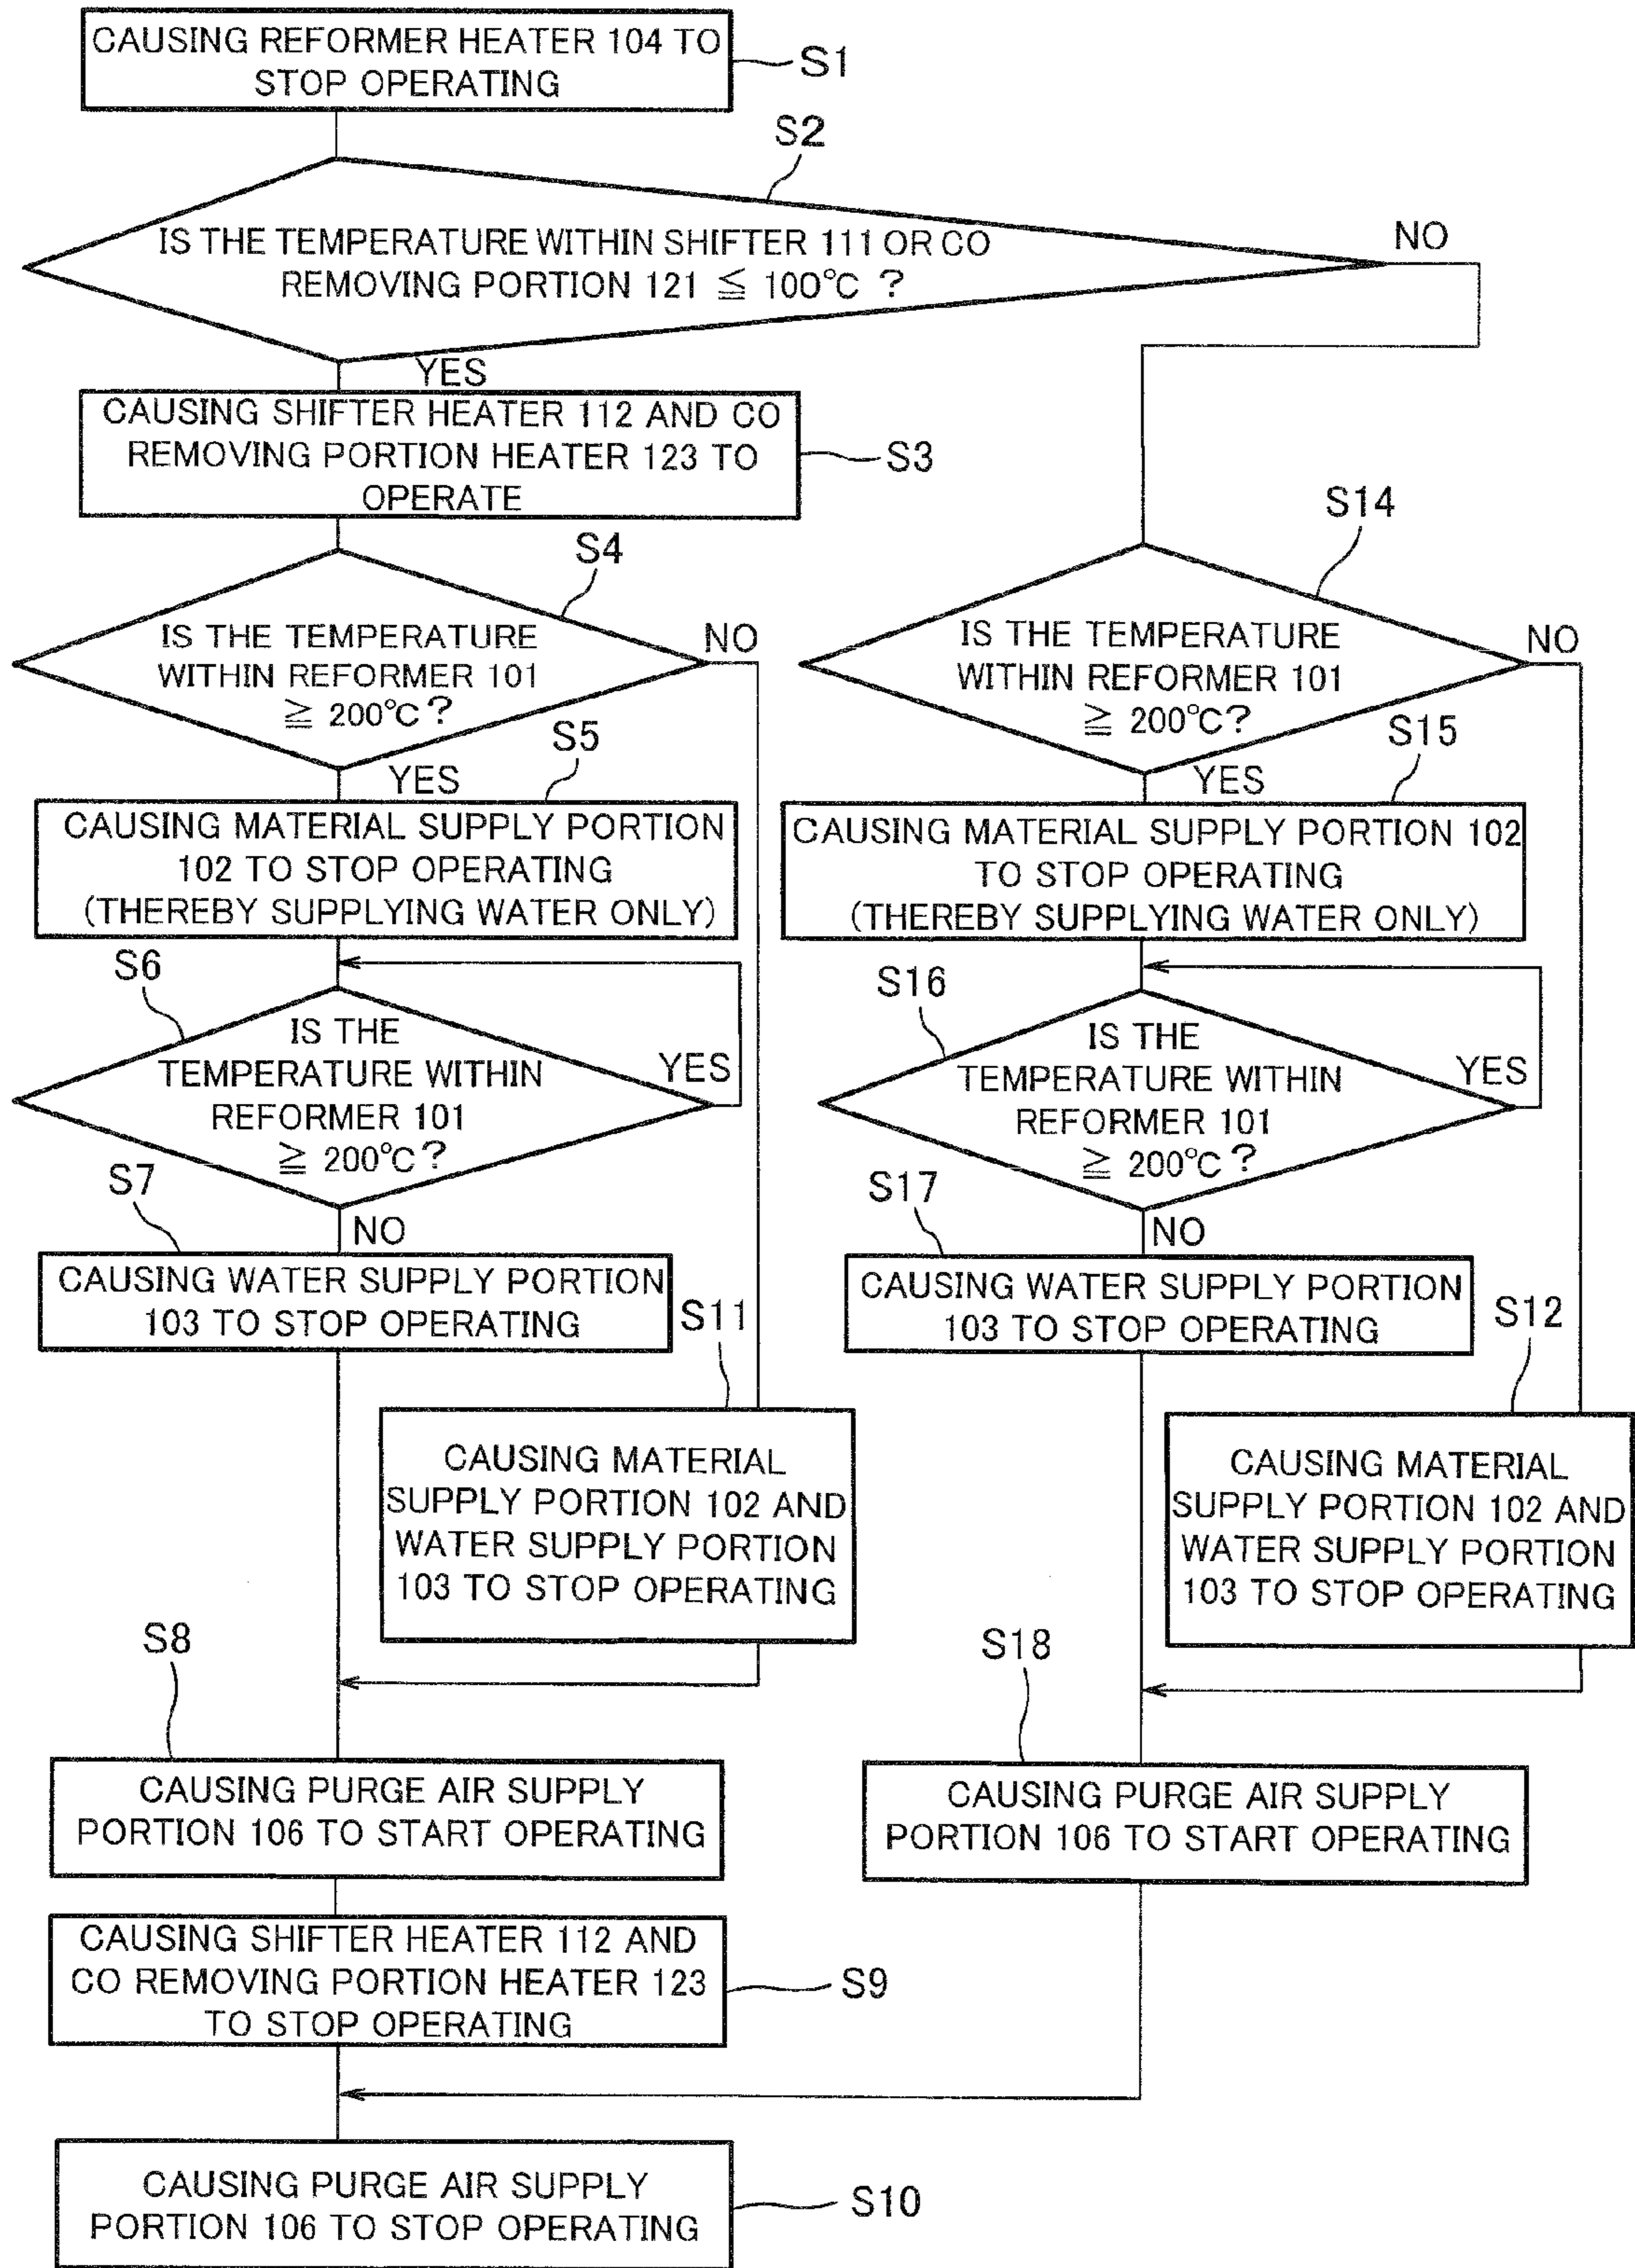 CAUSING REFORMER HEATER 104 TO
STOP OPERATING
S1
S2
IS THE TEMPERATURE WITHIN SHIFTER 111 OR CO
REMOVING PORTION 121 ≦ 100°C ?
NO
YES
CAUSING SHIFTER HEATER 112 AND CO
REMOVING PORTION HEATER 123 TO
OPERATE
S3
S4
IS THE TEMPERATURE
WITHIN REFORMER 101
≧ 200°C?
NO
YES
S5
CAUSING MATERIAL SUPPLY PORTION
102 TO STOP OPERATING
(THEREBY SUPPLYING WATER ONLY)
S6
IS THE
TEMPERATURE WITHIN
REFORMER 101
≧ 200°C?
YES
NO
S7
CAUSING WATER SUPPLY PORTION
103 TO STOP OPERATING
S11
CAUSING MATERIAL
SUPPLY PORTION 102 AND
WATER SUPPLY PORTION
103 TO STOP OPERATING
S8
CAUSING PURGE AIR SUPPLY
PORTION 106 TO START OPERATING
CAUSING SHIFTER HEATER 112 AND
CO REMOVING PORTION HEATER 123
TO STOP OPERATING
S9
S14
IS THE TEMPERATURE
WITHIN REFORMER 101
≧ 200°C?
NO
YES
S15
CAUSING MATERIAL SUPPLY PORTION 102
TO STOP OPERATING
(THEREBY SUPPLYING WATER ONLY)
S16
IS THE
TEMPERATURE WITHIN
REFORMER 101
≧ 200°C?
YES
NO
S17
CAUSING WATER SUPPLY PORTION
103 TO STOP OPERATING
S12
CAUSING MATERIAL
SUPPLY PORTION 102 AND
WATER SUPPLY PORTION
103 TO STOP OPERATING
S18
CAUSING PURGE AIR SUPPLY
PORTION 106 TO START OPERATING
CAUSING PURGE AIR SUPPLY
PORTION 106 TO STOP OPERATING
S10